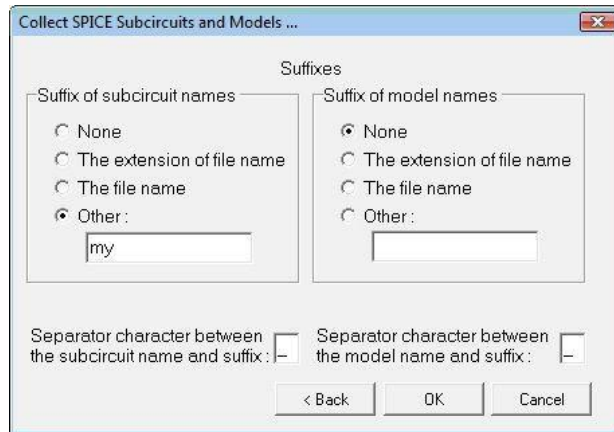 Collect SPICE Subcircuits and Models ...
Suffixes
Suffix of subcircuit names
None
The extension of file name
The file name
Other :
my
Suffix of model names
None
The extension of file name
The file name
Other :
Separator character between
the subcircuit name and suffix : _
Separator character between
the model name and suffix : _
< Back
OK
Cancel